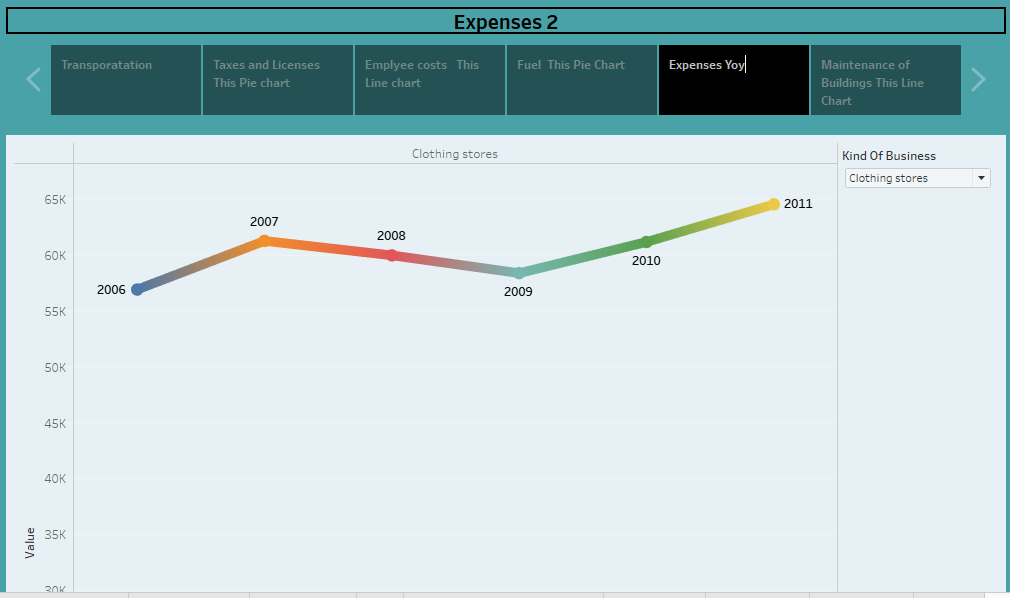 Expenses 2
Transporatation
Taxes and Licenses
This Pie chart
Emplyee costs   This
Line chart
Fuel  This Pie Chart
Expenses Yoy
Maintenance of
Buildings This Line
Chart
Clothing stores
Kind Of Business
Clothing stores
65K
60K
55K
50K
45K
40K
35K
30K
Value
2006
2007
2008
2009
2010
2011